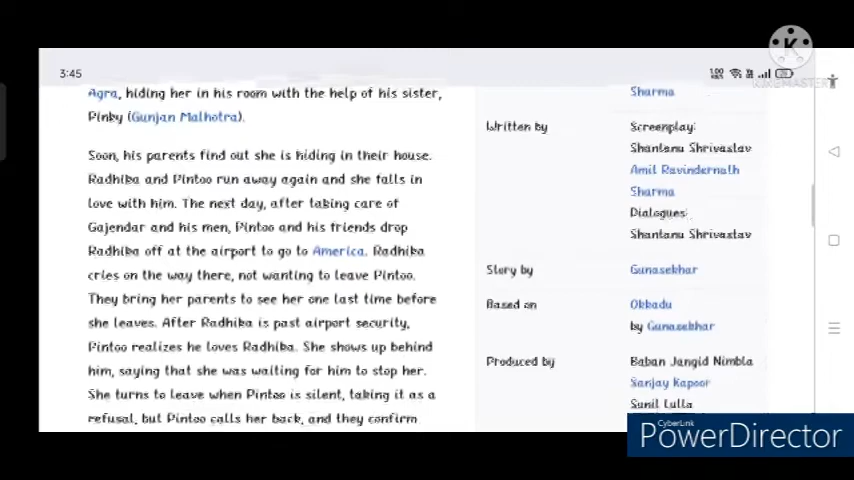 3:45
KINEMASTER
Agra, hiding her in his room with the help of his sister,
Pinky (Gunjan Malhotra).
Soon, his parents find out she is hiding in their house.
Radhika and Pintoo run away again and she falls in
love with him. The next day, after taking care of
Gajendar and his men, Pintoo and his friends drop
Radhika off at the airport to go to America. Radhika
cries on the way there, not wanting to leave Pintoo.
They bring her parents to see her one last time before
she leaves. After Radhika is past airport security,
Pintoo realizes he loves Radhika. She shows up behind
him, saying that she was waiting for him to stop her.
She turns to leave when Pintoo is silent, taking it as a
refusal, but Pintoo calls her back, and they confirm
Sharma
Written by
Screenplay:
Shantanu Shrivastav
Amit Ravindernath
Sharma
Dialogues:
Shantanu Shrivastav
Story by
Gunasekhar
Based on
Okkadu
by Gunasekhar
Produced by
Baban Jangid Nimbla
Sanjay Kapoor
Sunil Lulla
CyberLink
PowerDirector